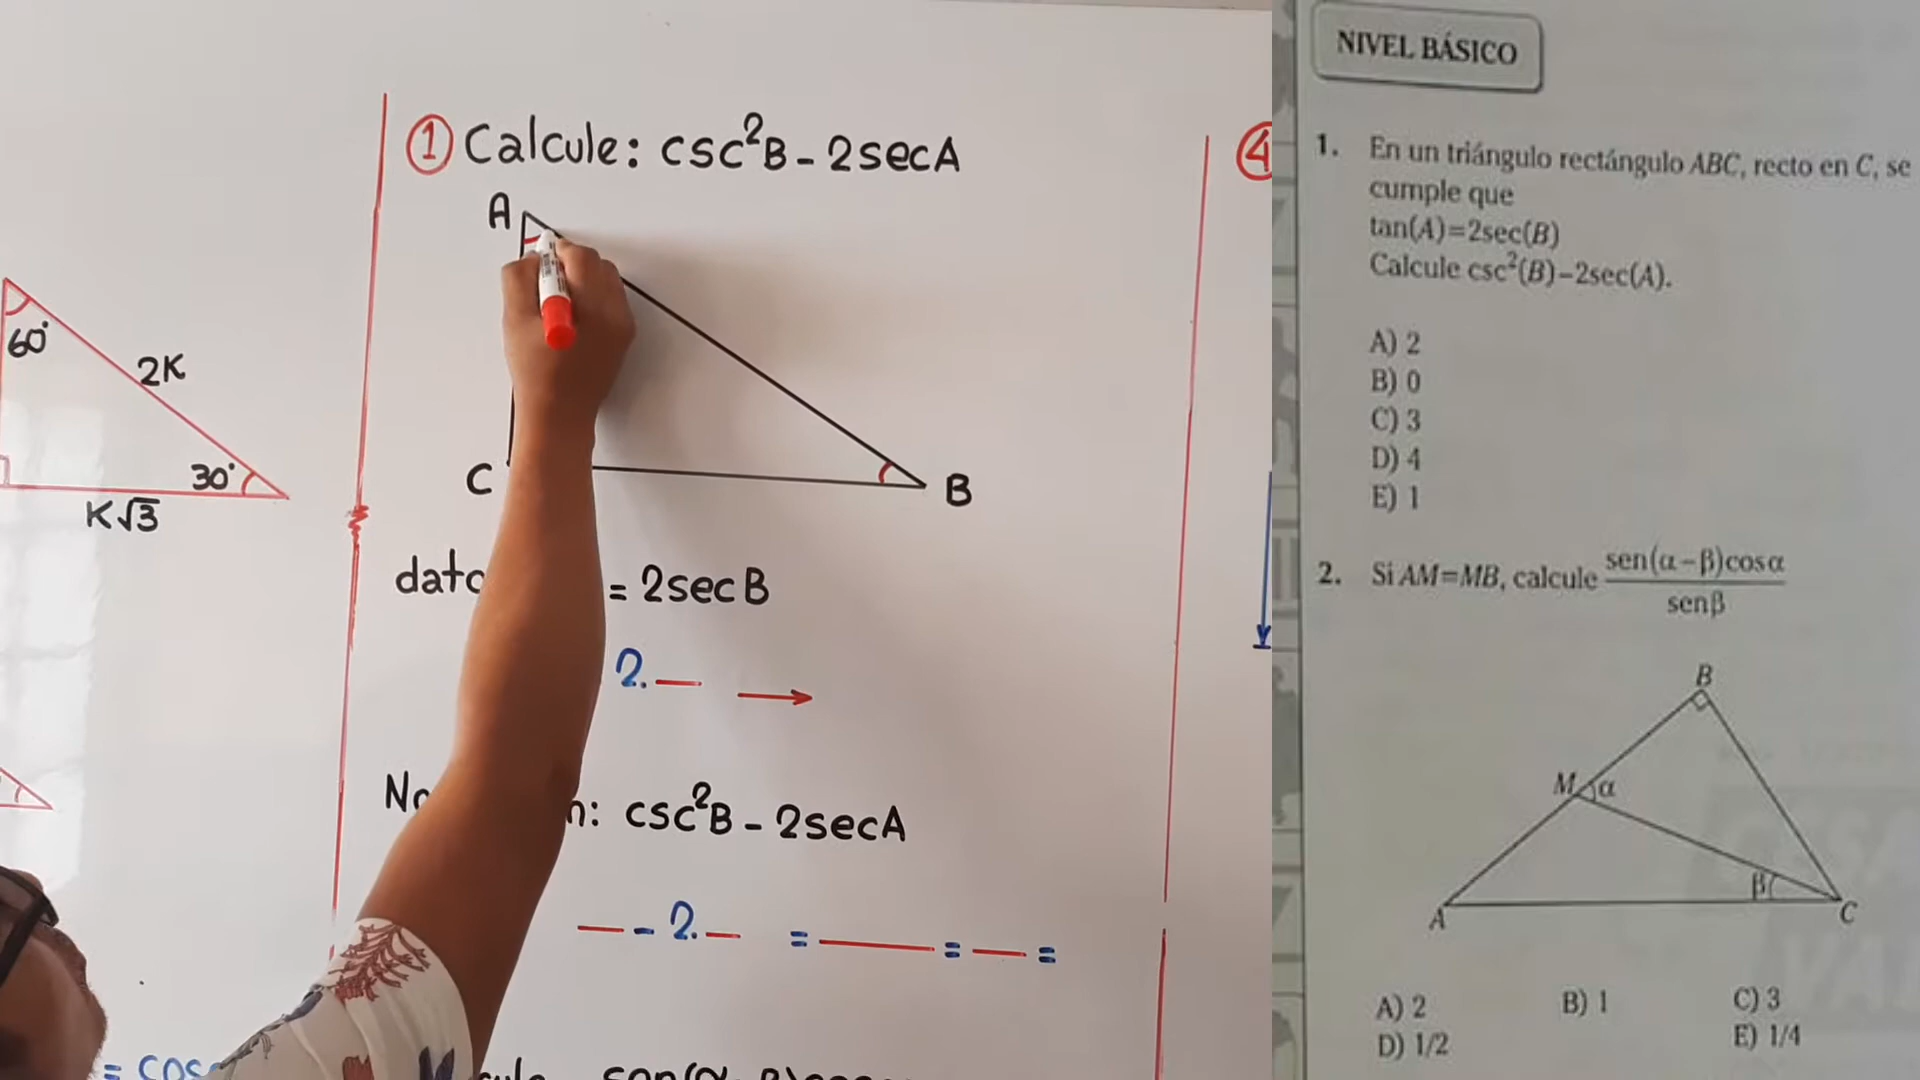 60°
2K
30°
K√3
= cos
① Calcule: csc²B - 2secA
A
C
B
= 2secB
2.
csc²B - 2secA
- 2. = = =
④
NIVEL BÁSICO
1. En un triángulo rectángulo ABC, recto en C, se
cumple que
tan(A)=2sec(B)
Calcule csc²(B)−2sec(A).
A) 2
B) 0
C) 3
D) 4
E) 1
2. Si AM=MB, calcule sen(α−β)cosα / senβ
B
M α
β
A C
A) 2 B) 1 C) 3
D) 1/2 E) 1/4